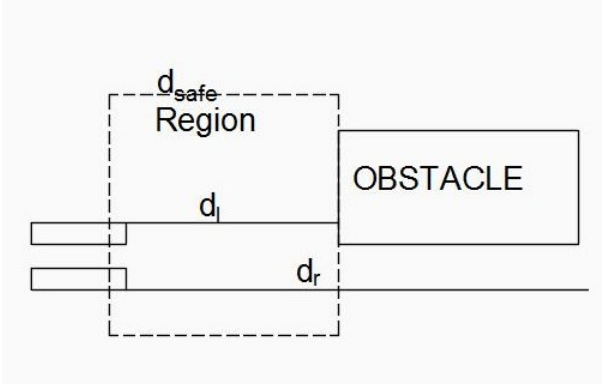 d_safe
Region
OBSTACLE
d_l
d_r